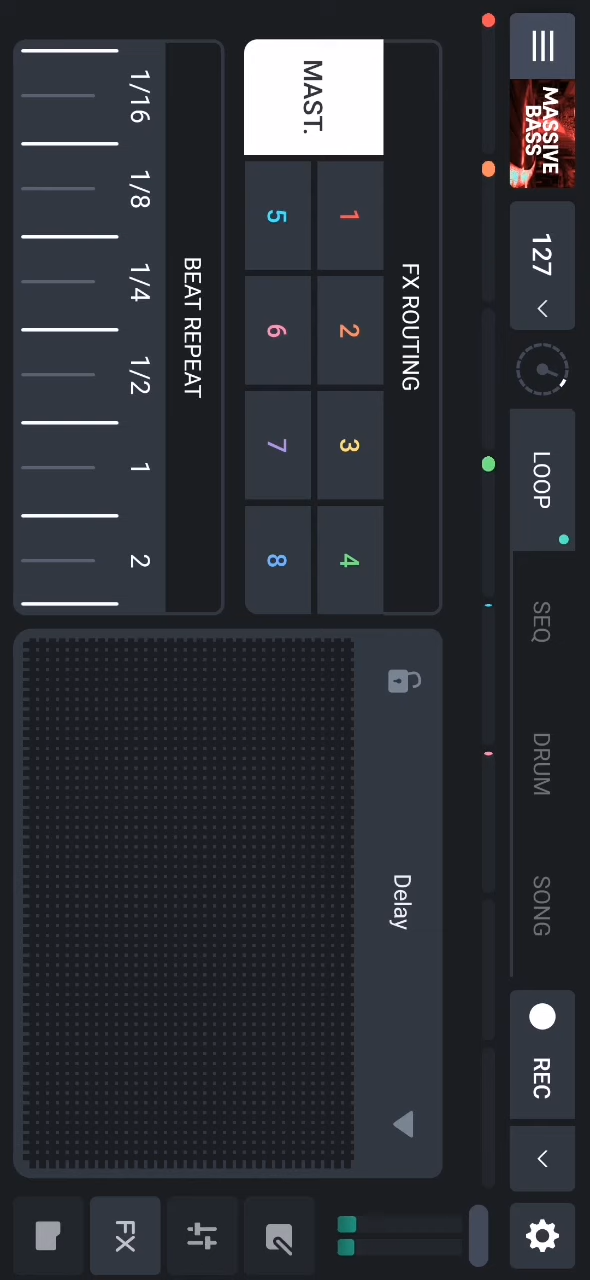 MASSIVE
BASS
127
LOOP
SEQ
DRUM
SONG
REC
FX ROUTING
MAST.
1
2
3
4
5
6
7
8
BEAT REPEAT
1/16
1/8
1/4
1/2
1
2
Delay
FX